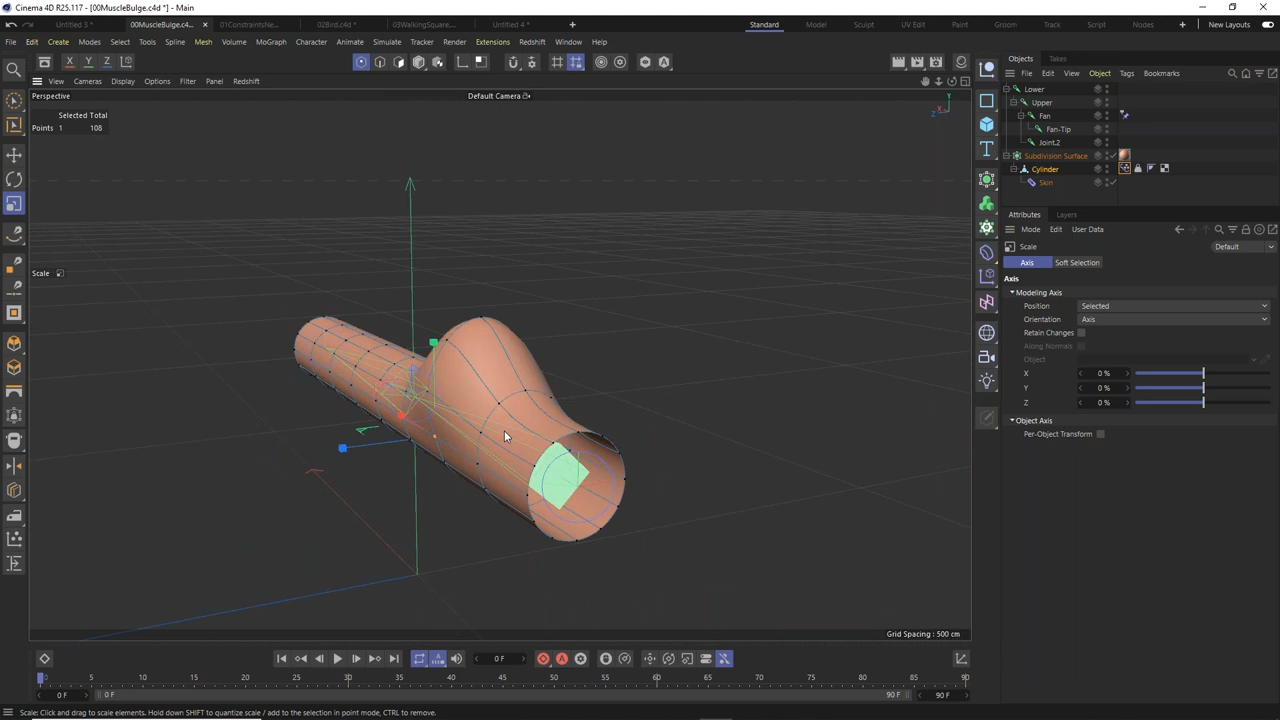 Cinema 4D R25.117 - [00MuscleBulge.c4d *] - Main
Untitled 3 *
00MuscleBulge.c4...
01ConstraintsNe...
02Bird.c4d *
03WalkingSquare...
Untitled 4 *
Standard
Model
Sculpt
UV Edit
Paint
Groom
Track
Script
Nodes
New Layouts
File Edit Create Modes Select Tools Spline Mesh Volume MoGraph Character Animate Simulate Tracker Render Extensions Redshift Window Help
Objects Takes
X Y Z
File Edit View Object Tags Bookmarks
View Cameras Display Options Filter Panel Redshift
Perspective
Default Camera
Lower
Upper
Fan
Fan-Tip
Joint.2
Subdivision Surface
Cylinder
Skin
Selected Total
Points 1 108
Y
X
Z
Scale
Attributes Layers
Mode Edit User Data
Scale
Default
Axis
Soft Selection
Axis
Modeling Axis
Position Selected
Orientation Axis
Retain Changes
Along Normals
Object
X 0 %
Y 0 %
Z 0 %
Object Axis
Per-Object Transform
Grid Spacing : 500 cm
0 F
0 5 10 15 20 25 30 35 40 45 50 55 60 65 70 75 80 85 90
0 F
0 F
90 F
90 F
Scale: Click and drag to scale elements. Hold down SHIFT to quantize scale / add to the selection in point mode, CTRL to remove.